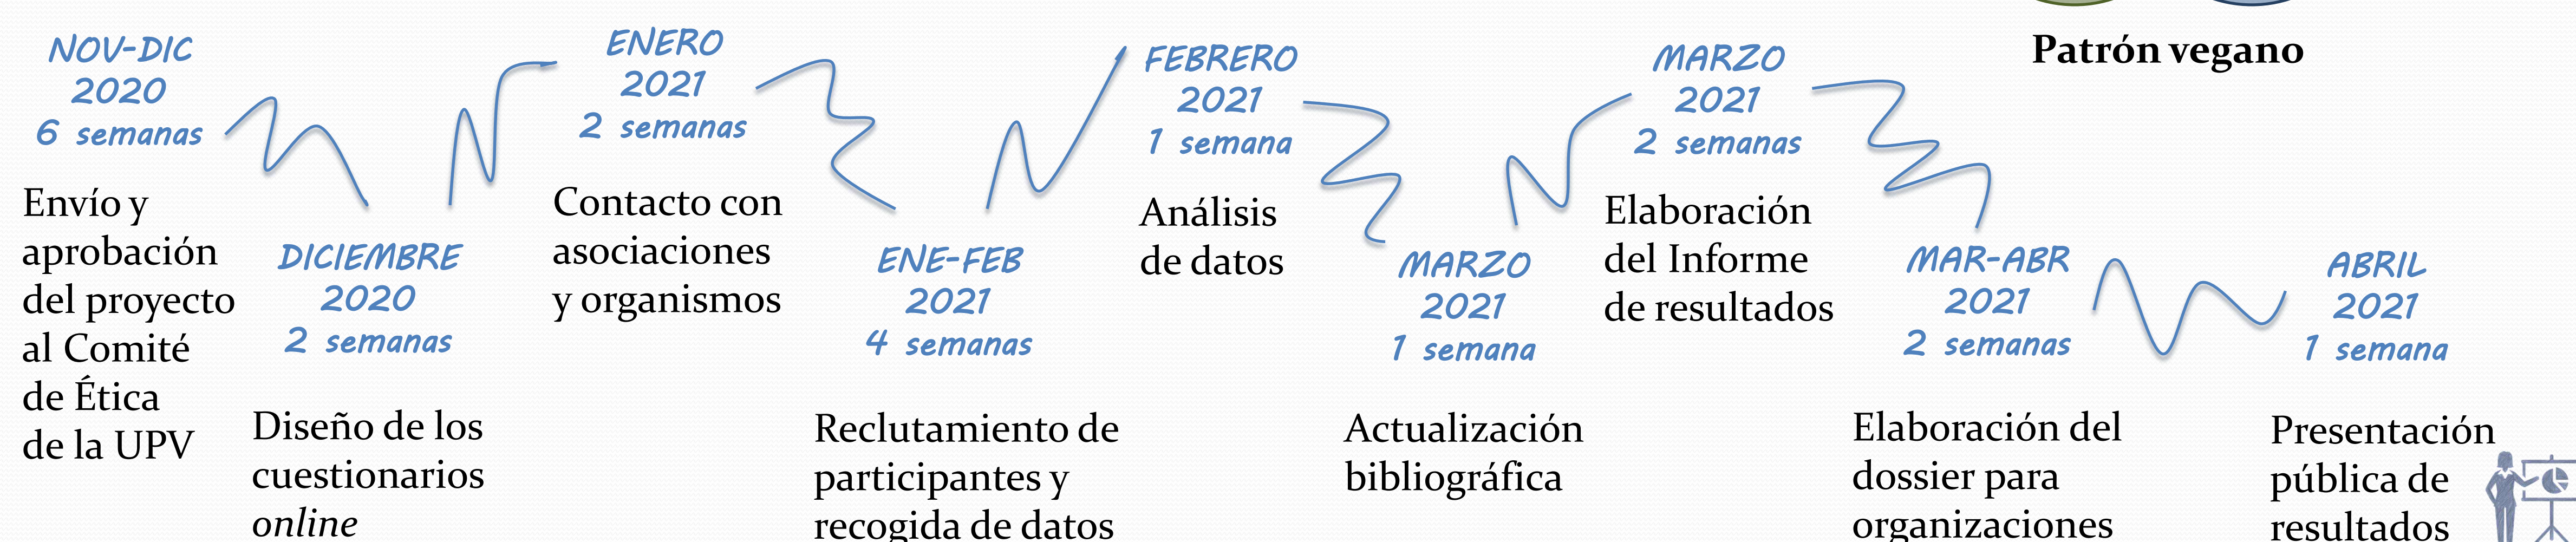 NOV-DIC
2020
6 semanas
Envío y
aprobación
del proyecto
al Comité
de Ética
de la UPV
DICIEMBRE
2020
2 semanas
Diseño de los
cuestionarios
online
ENERO
2021
2 semanas
Contacto con
asociaciones
y organismos
ENE-FEB
2021
4 semanas
Reclutamiento de
participantes y
recogida de datos
FEBRERO
2021
1 semana
Análisis
de datos
MARZO
2021
1 semana
Actualización
bibliográfica
MARZO
2021
2 semanas
Elaboración
del Informe
de resultados
MAR-ABR
2021
2 semanas
Elaboración del
dossier para
organizaciones
ABRIL
2021
1 semana
Presentación
pública de
resultados
Patrón vegano